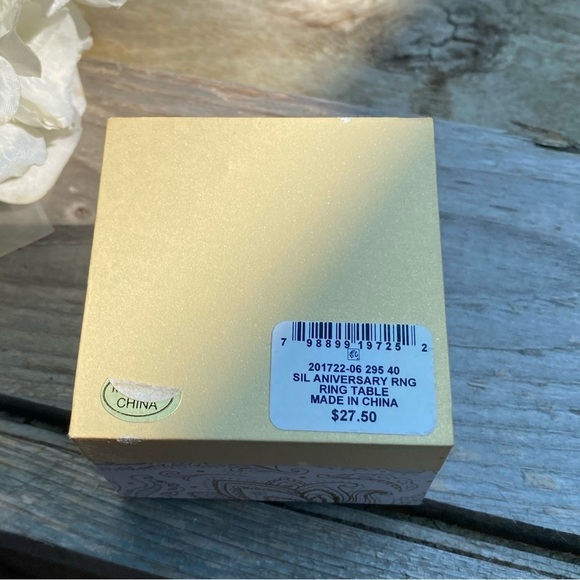 7 98899 19725 2
201722-06 295 40
SIL ANIVERSARY RNG
RING TABLE
MADE IN CHINA
$27.50
CHINA